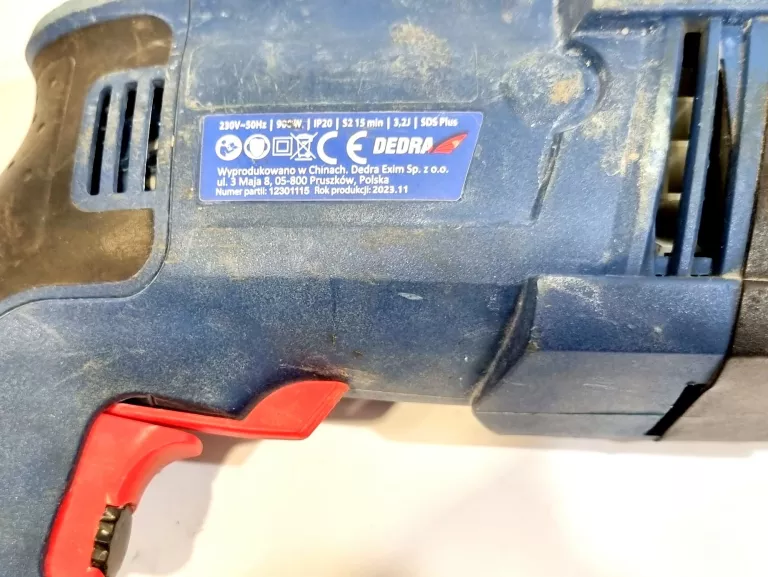 230V~50Hz | 900W | IP20 | S2 15 min | 3,2J | SDS Plus
CE DEDRA
Wyprodukowano w Chinach. Dedra Exim Sp. z o.o.
ul. 3 Maja 8, 05-800 Pruszków, Polska
Numer partii: 12301115 Rok produkcji: 2023.11